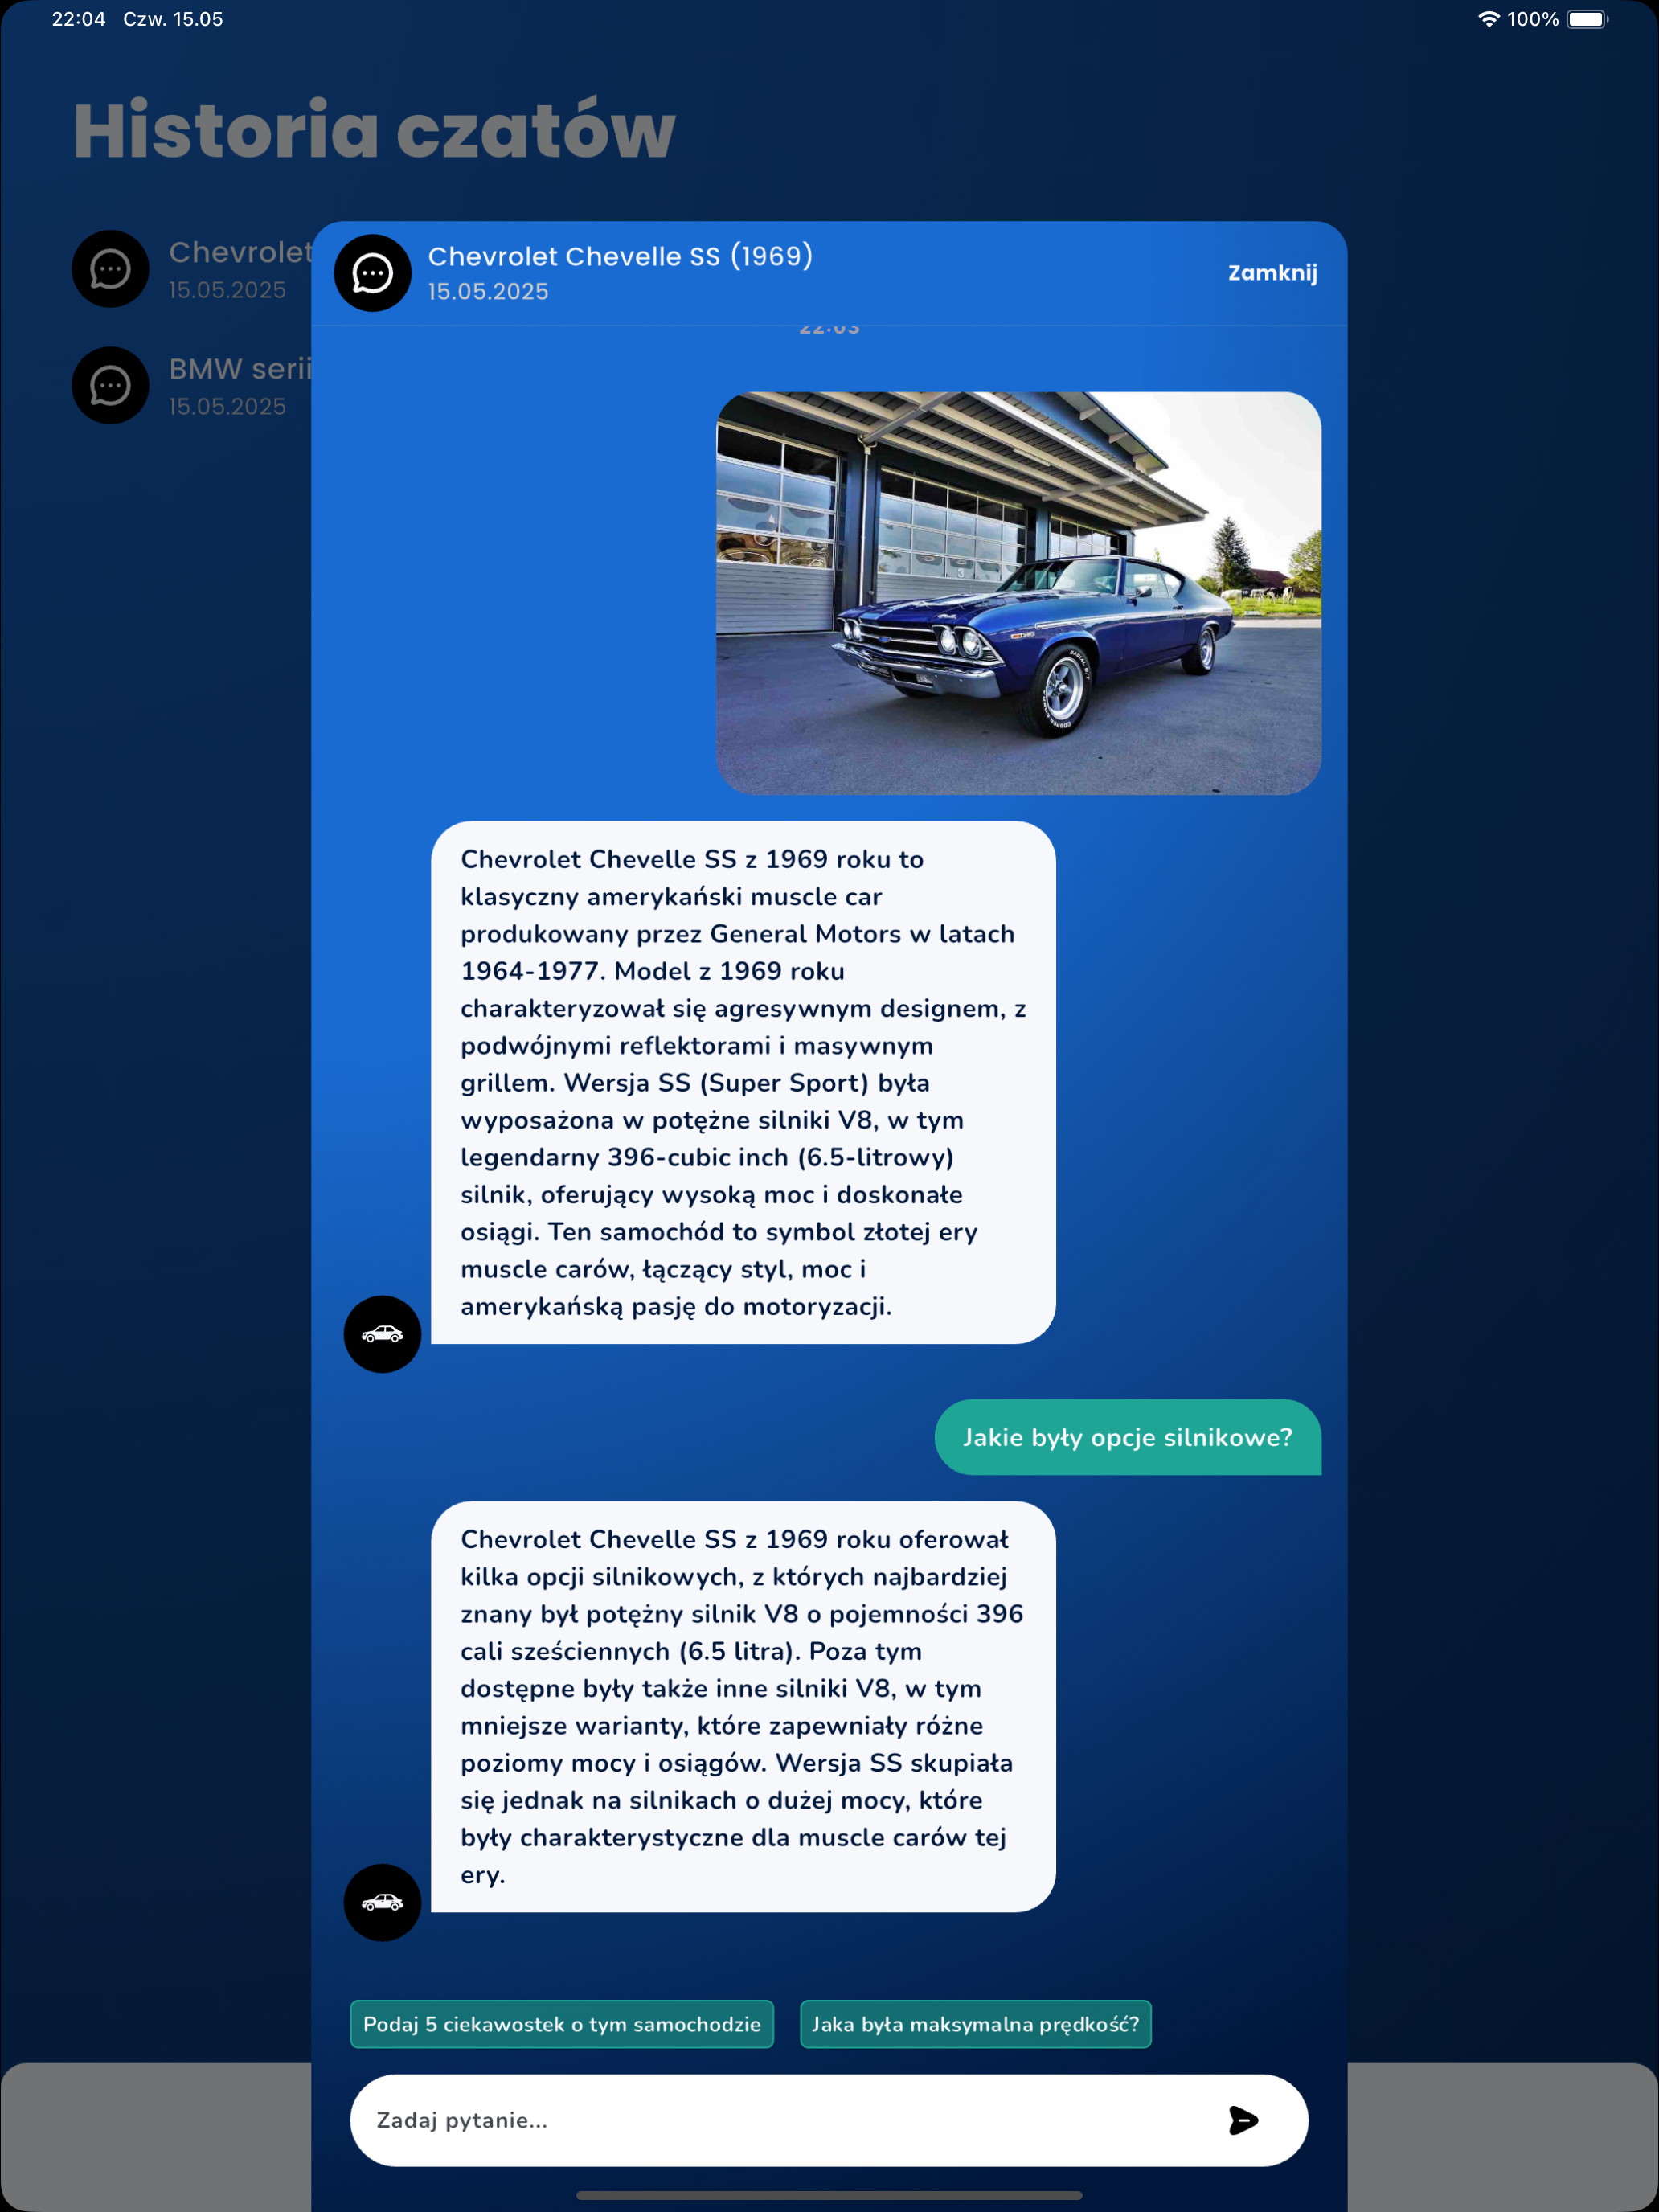 22:04 Czw. 15.05
100%
Historia czatów
Chevrolet
15.05.2025
BMW serii
15.05.2025
Chevrolet Chevelle SS (1969)
15.05.2025
Zamknij
22:03
3
Chevrolet Chevelle SS z 1969 roku to
klasyczny amerykański muscle car
produkowany przez General Motors w latach
1964-1977. Model z 1969 roku
charakteryzował się agresywnym designem, z
podwójnymi reflektorami i masywnym
grillem. Wersja SS (Super Sport) była
wyposażona w potężne silniki V8, w tym
legendarny 396-cubic inch (6.5-litrowy)
silnik, oferujący wysoką moc i doskonałe
osiągi. Ten samochód to symbol złotej ery
muscle carów, łączący styl, moc i
amerykańską pasję do motoryzacji.
Jakie były opcje silnikowe?
Chevrolet Chevelle SS z 1969 roku oferował
kilka opcji silnikowych, z których najbardziej
znany był potężny silnik V8 o pojemności 396
cali sześciennych (6.5 litra). Poza tym
dostępne były także inne silniki V8, w tym
mniejsze warianty, które zapewniały różne
poziomy mocy i osiągów. Wersja SS skupiała
się jednak na silnikach o dużej mocy, które
były charakterystyczne dla muscle carów tej
ery.
Podaj 5 ciekawostek o tym samochodzie
Jaka była maksymalna prędkość?
Zadaj pytanie...